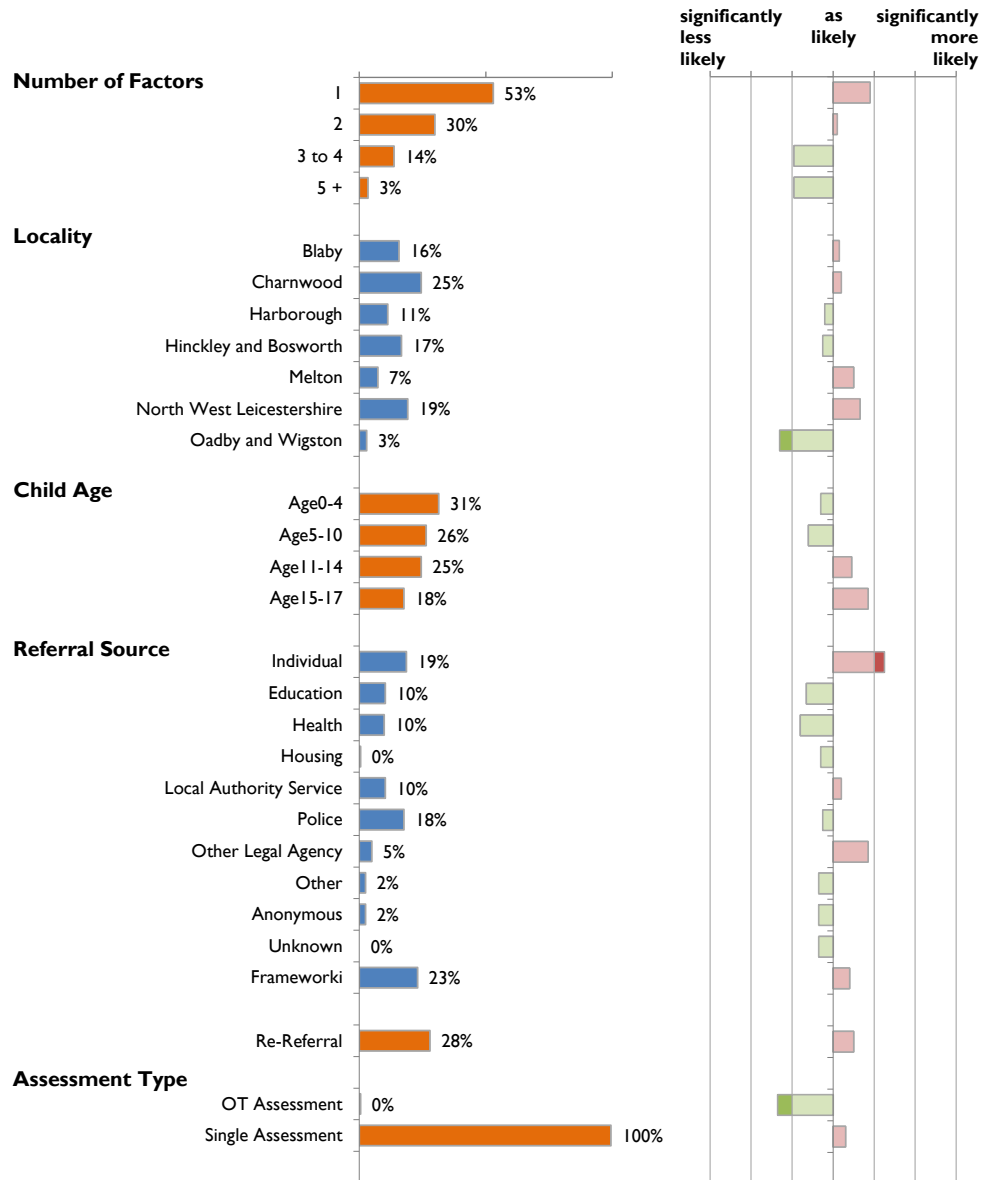 significantly less likely
as likely
significantly more likely
Number of Factors
1 53%
2 30%
3 to 4 14%
5 + 3%
Locality
Blaby 16%
Charnwood 25%
Harborough 11%
Hinckley and Bosworth 17%
Melton 7%
North West Leicestershire 19%
Oadby and Wigston 3%
Child Age
Age0-4 31%
Age5-10 26%
Age11-14 25%
Age15-17 18%
Referral Source
Individual 19%
Education 10%
Health 10%
Housing 0%
Local Authority Service 10%
Police 18%
Other Legal Agency 5%
Other 2%
Anonymous 2%
Unknown 0%
Frameworki 23%
Re-Referral 28%
Assessment Type
OT Assessment 0%
Single Assessment 100%